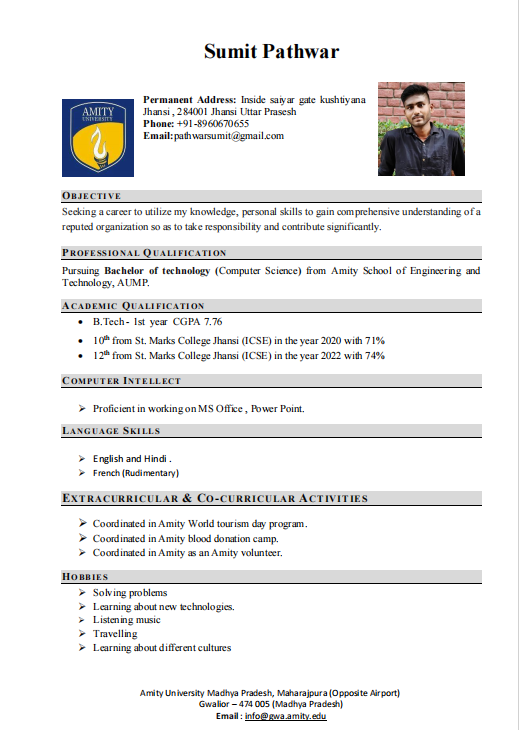 Sumit Pathwar
AMITY
UNIVERSITY
Permanent Address: Inside saiyar gate kushtiyana
Jhansi , 284001 Jhansi Uttar Prasesh
Phone: +91-8960670655
Email:pathwarsumit@gmail.com
OBJECTIVE
Seeking a career to utilize my knowledge, personal skills to gain comprehensive understanding of a
reputed organization so as to take responsibility and contribute significantly.
PROFESSIONAL QUALIFICATION
Pursuing Bachelor of technology (Computer Science) from Amity School of Engineering and
Technology, AUMP.
ACADEMIC QUALIFICATION
• B.Tech - 1st year CGPA 7.76
• 10th from St. Marks College Jhansi (ICSE) in the year 2020 with 71%
• 12th from St. Marks College Jhansi (ICSE) in the year 2022 with 74%
COMPUTER INTELLECT
➢ Proficient in working on MS Office , Power Point.
LANGUAGE SKILLS
➢ English and Hindi .
➢ French (Rudimentary)
EXTRACURRICULAR & CO-CURRICULAR ACTIVITIES
➢ Coordinated in Amity World tourism day program.
➢ Coordinated in Amity blood donation camp.
➢ Coordinated in Amity as an Amity volunteer.
HOBBIES
➢ Solving problems
➢ Learning about new technologies.
➢ Listening music
➢ Travelling
➢ Learning about different cultures
Amity University Madhya Pradesh, Maharajpura (Opposite Airport)
Gwalior – 474 005 (Madhya Pradesh)
Email : info@gwa.amity.edu